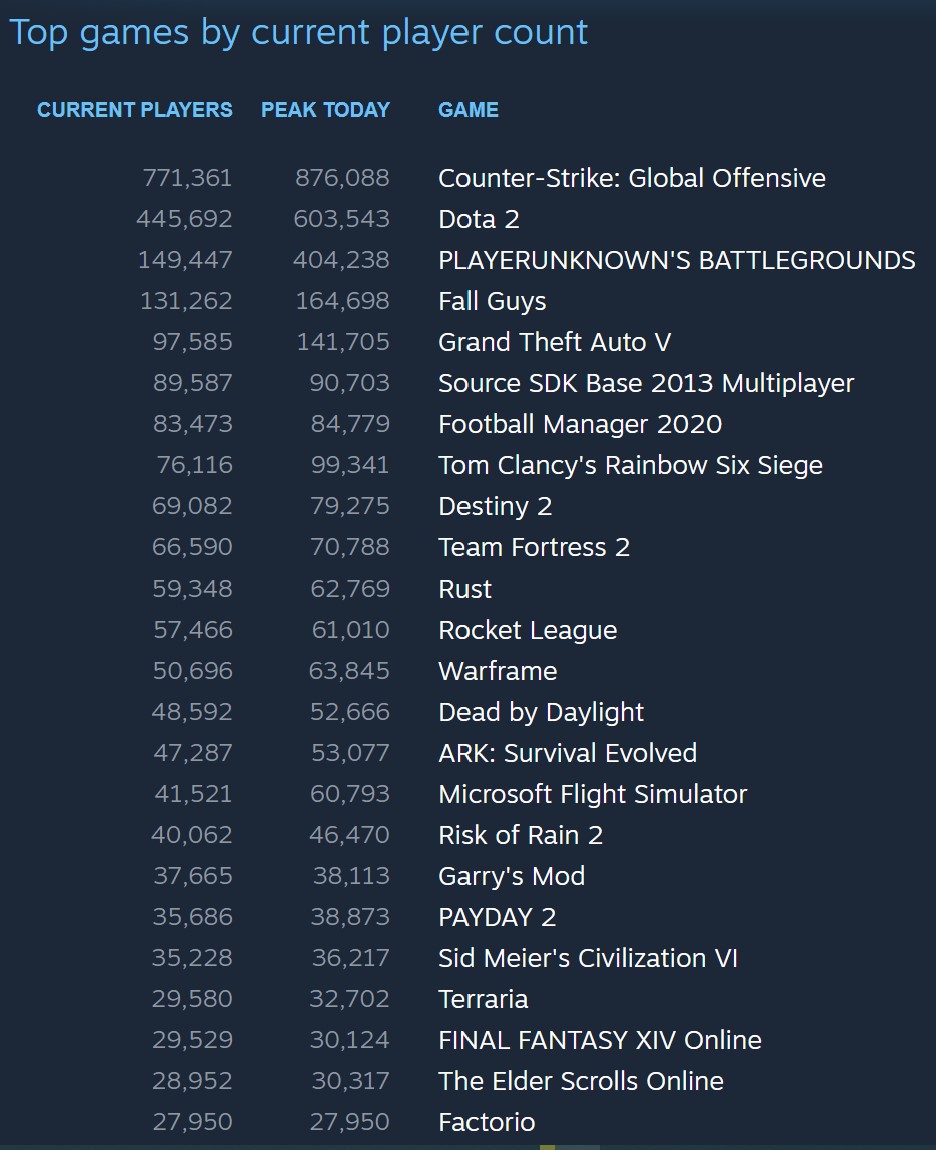 Top games by current player count
CURRENT PLAYERS PEAK TODAY GAME
771,361 876,088 Counter-Strike: Global Offensive
445,692 603,543 Dota 2
149,447 404,238 PLAYERUNKNOWN'S BATTLEGROUNDS
131,262 164,698 Fall Guys
97,585 141,705 Grand Theft Auto V
89,587 90,703 Source SDK Base 2013 Multiplayer
83,473 84,779 Football Manager 2020
76,116 99,341 Tom Clancy's Rainbow Six Siege
69,082 79,275 Destiny 2
66,590 70,788 Team Fortress 2
59,348 62,769 Rust
57,466 61,010 Rocket League
50,696 63,845 Warframe
48,592 52,666 Dead by Daylight
47,287 53,077 ARK: Survival Evolved
41,521 60,793 Microsoft Flight Simulator
40,062 46,470 Risk of Rain 2
37,665 38,113 Garry's Mod
35,686 38,873 PAYDAY 2
35,228 36,217 Sid Meier's Civilization VI
29,580 32,702 Terraria
29,529 30,124 FINAL FANTASY XIV Online
28,952 30,317 The Elder Scrolls Online
27,950 27,950 Factorio